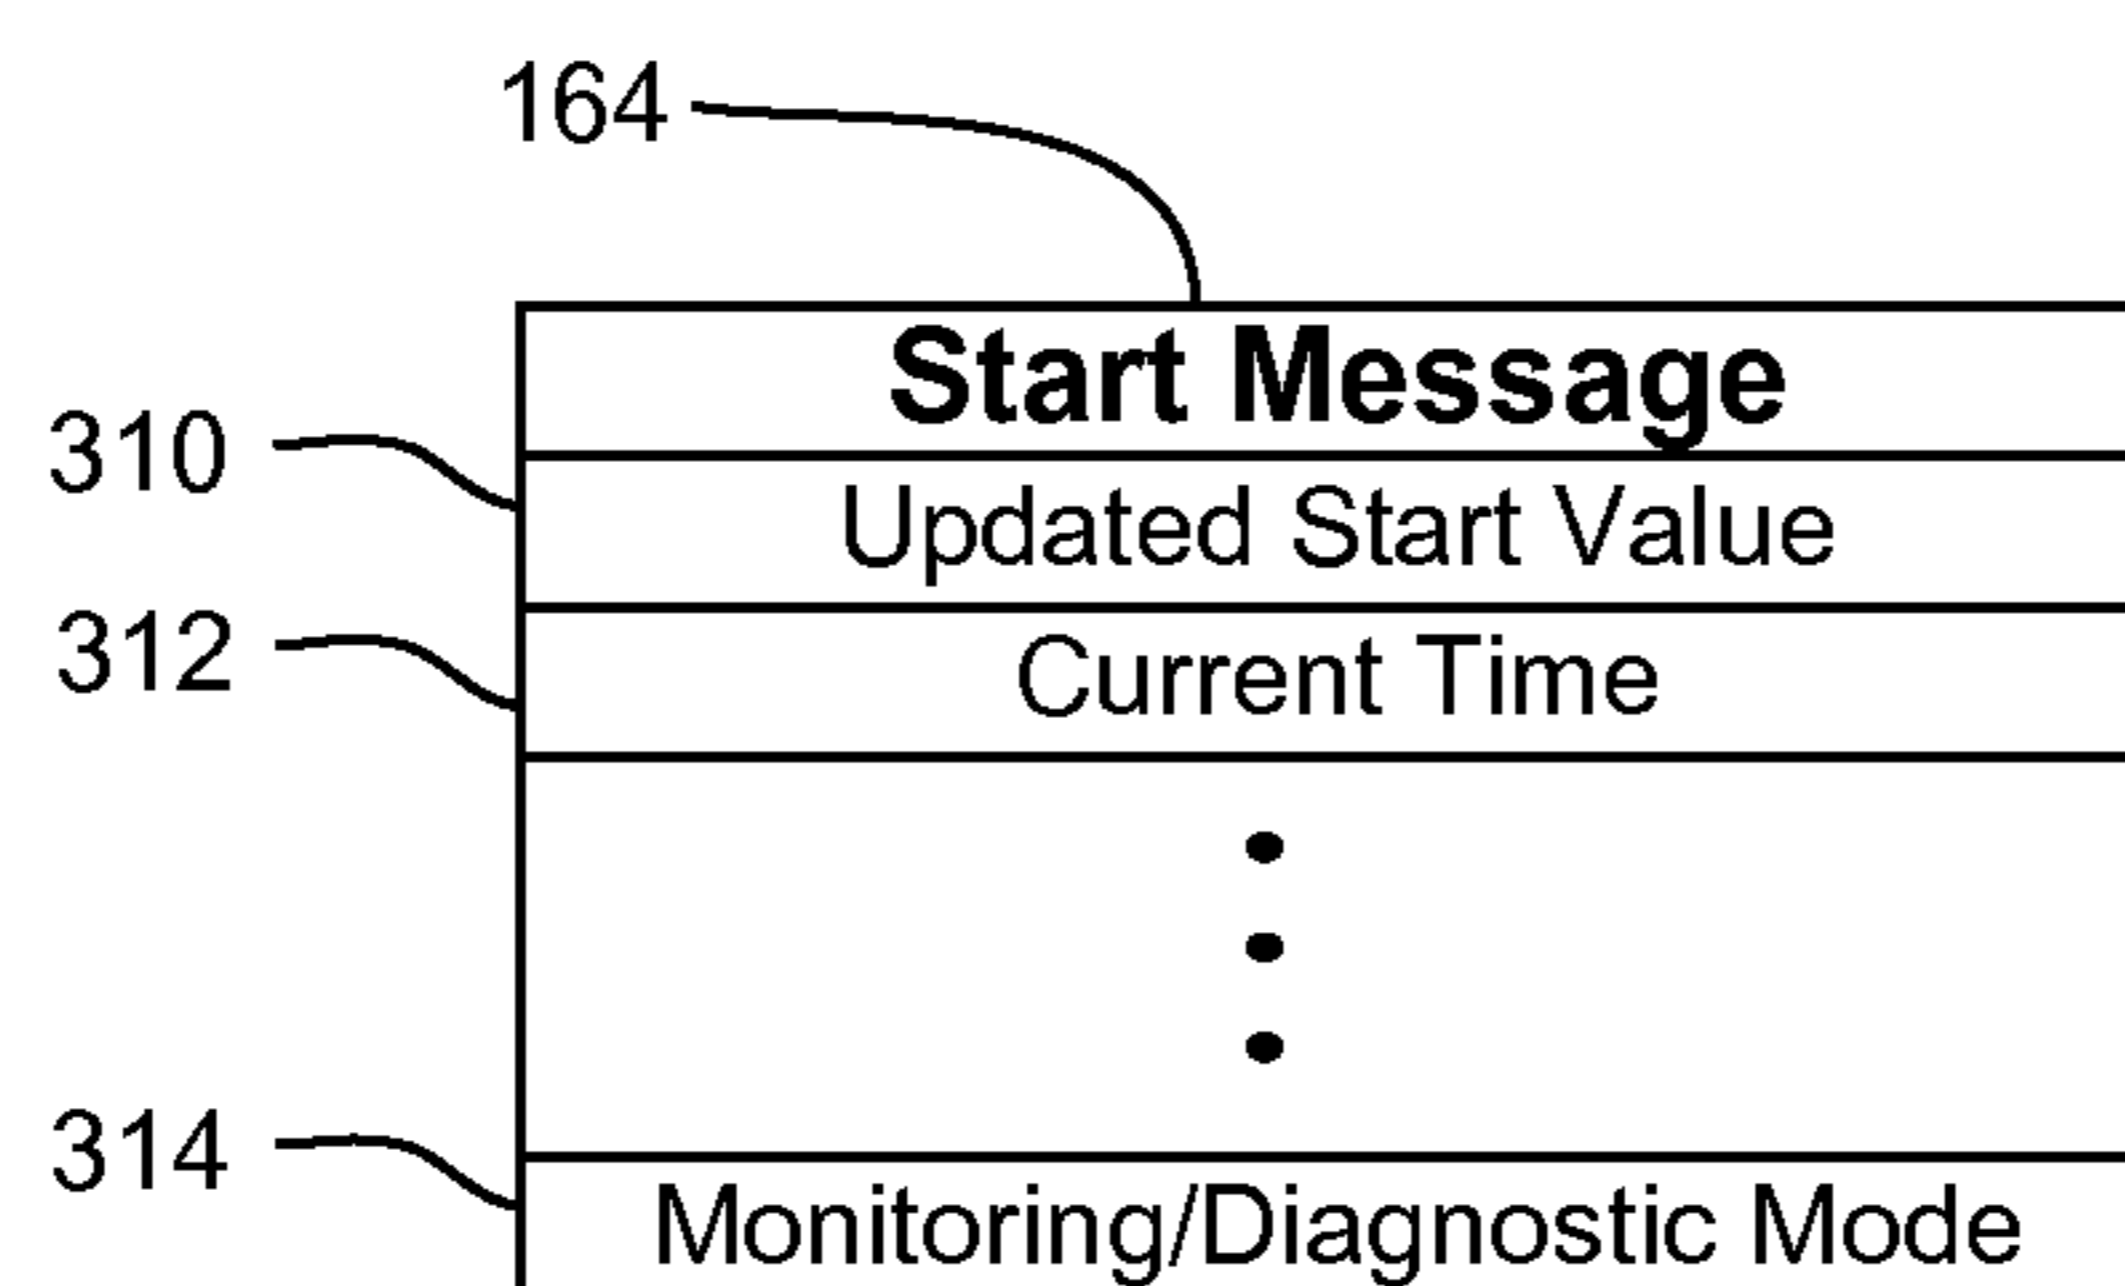 164
Start Message
310
Updated Start Value
312
Current Time
314
Monitoring/Diagnostic Mode